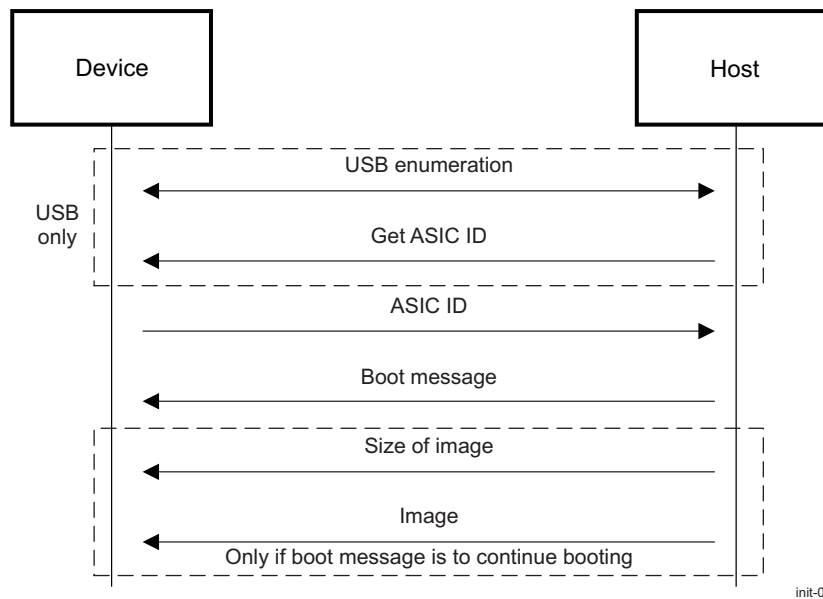 Device
Host
USB enumeration
USB
only
Get ASIC ID
ASIC ID
Boot message
Size of image
Image
Only if boot message is to continue booting